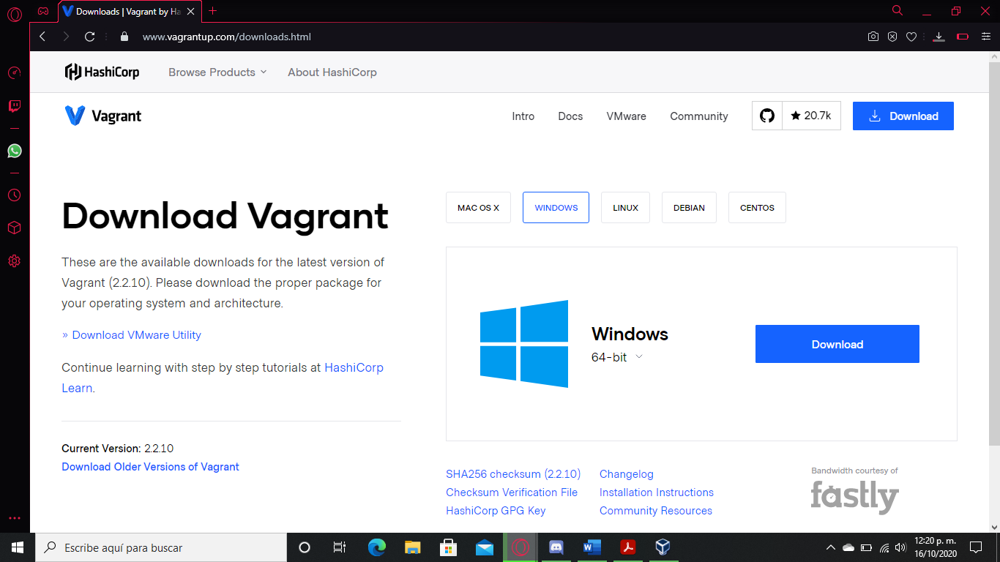 Downloads | Vagrant by Ha
www.vagrantup.com/downloads.html
HashiCorp
Browse Products
About HashiCorp
Vagrant
Intro
Docs
VMware
Community
20.7k
Download
Download Vagrant
These are the available downloads for the latest version of
Vagrant (2.2.10). Please download the proper package for
your operating system and architecture.
» Download VMware Utility
Continue learning with step by step tutorials at HashiCorp
Learn.
Current Version: 2.2.10
Download Older Versions of Vagrant
MAC OS X
WINDOWS
LINUX
DEBIAN
CENTOS
Windows
64-bit
Download
SHA256 checksum (2.2.10)
Checksum Verification File
HashiCorp GPG Key
Changelog
Installation Instructions
Community Resources
Bandwidth courtesy of
fastly
Escribe aquí para buscar
12:20 p. m.
16/10/2020